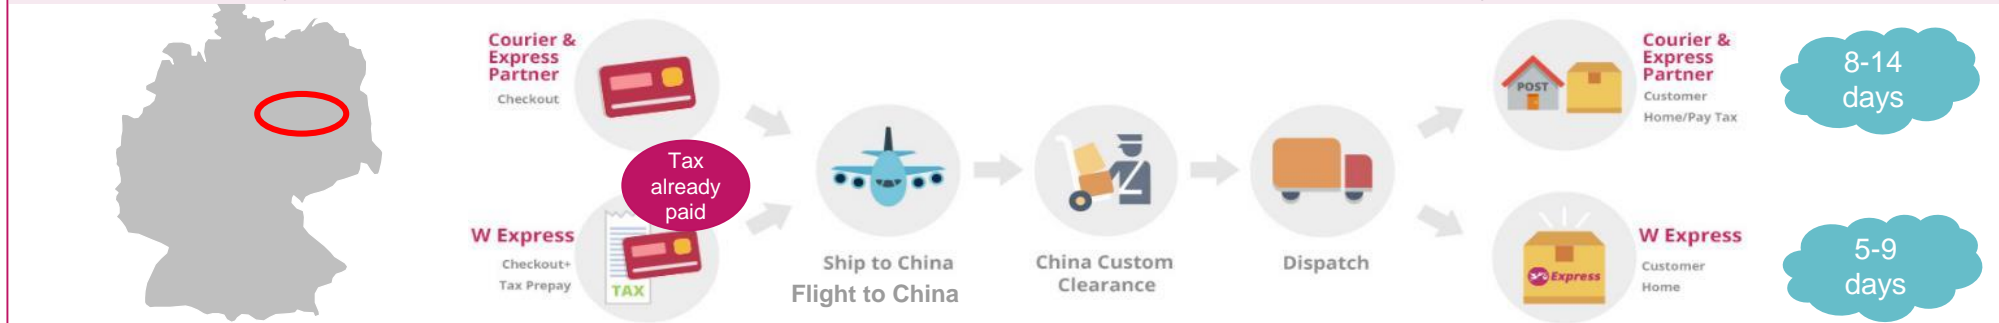 Courier &
Express
Partner
Checkout
Tax
already
paid
W Express
Checkout+
Tax Prepay
TAX
Ship to China
Flight to China
China Custom
Clearance
Dispatch
POST
Courier &
Express
Partner
Customer
Home/Pay Tax
8-14
days
Express
W Express
Customer
Home
5-9
days